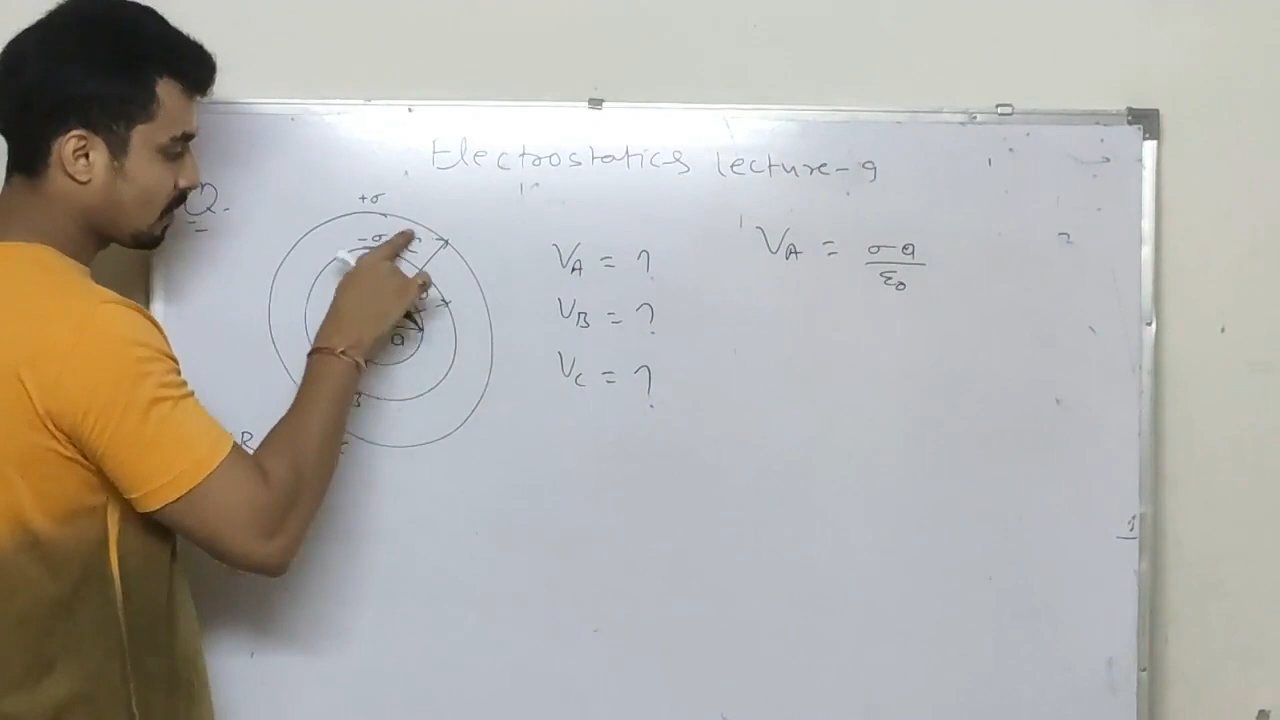 Electrostatics Lecture-9
Q.
+σ
-σ
b
a
B
C
R
V_A = ?
V_B = ?
V_C = ?
V_A = σa/ε₀